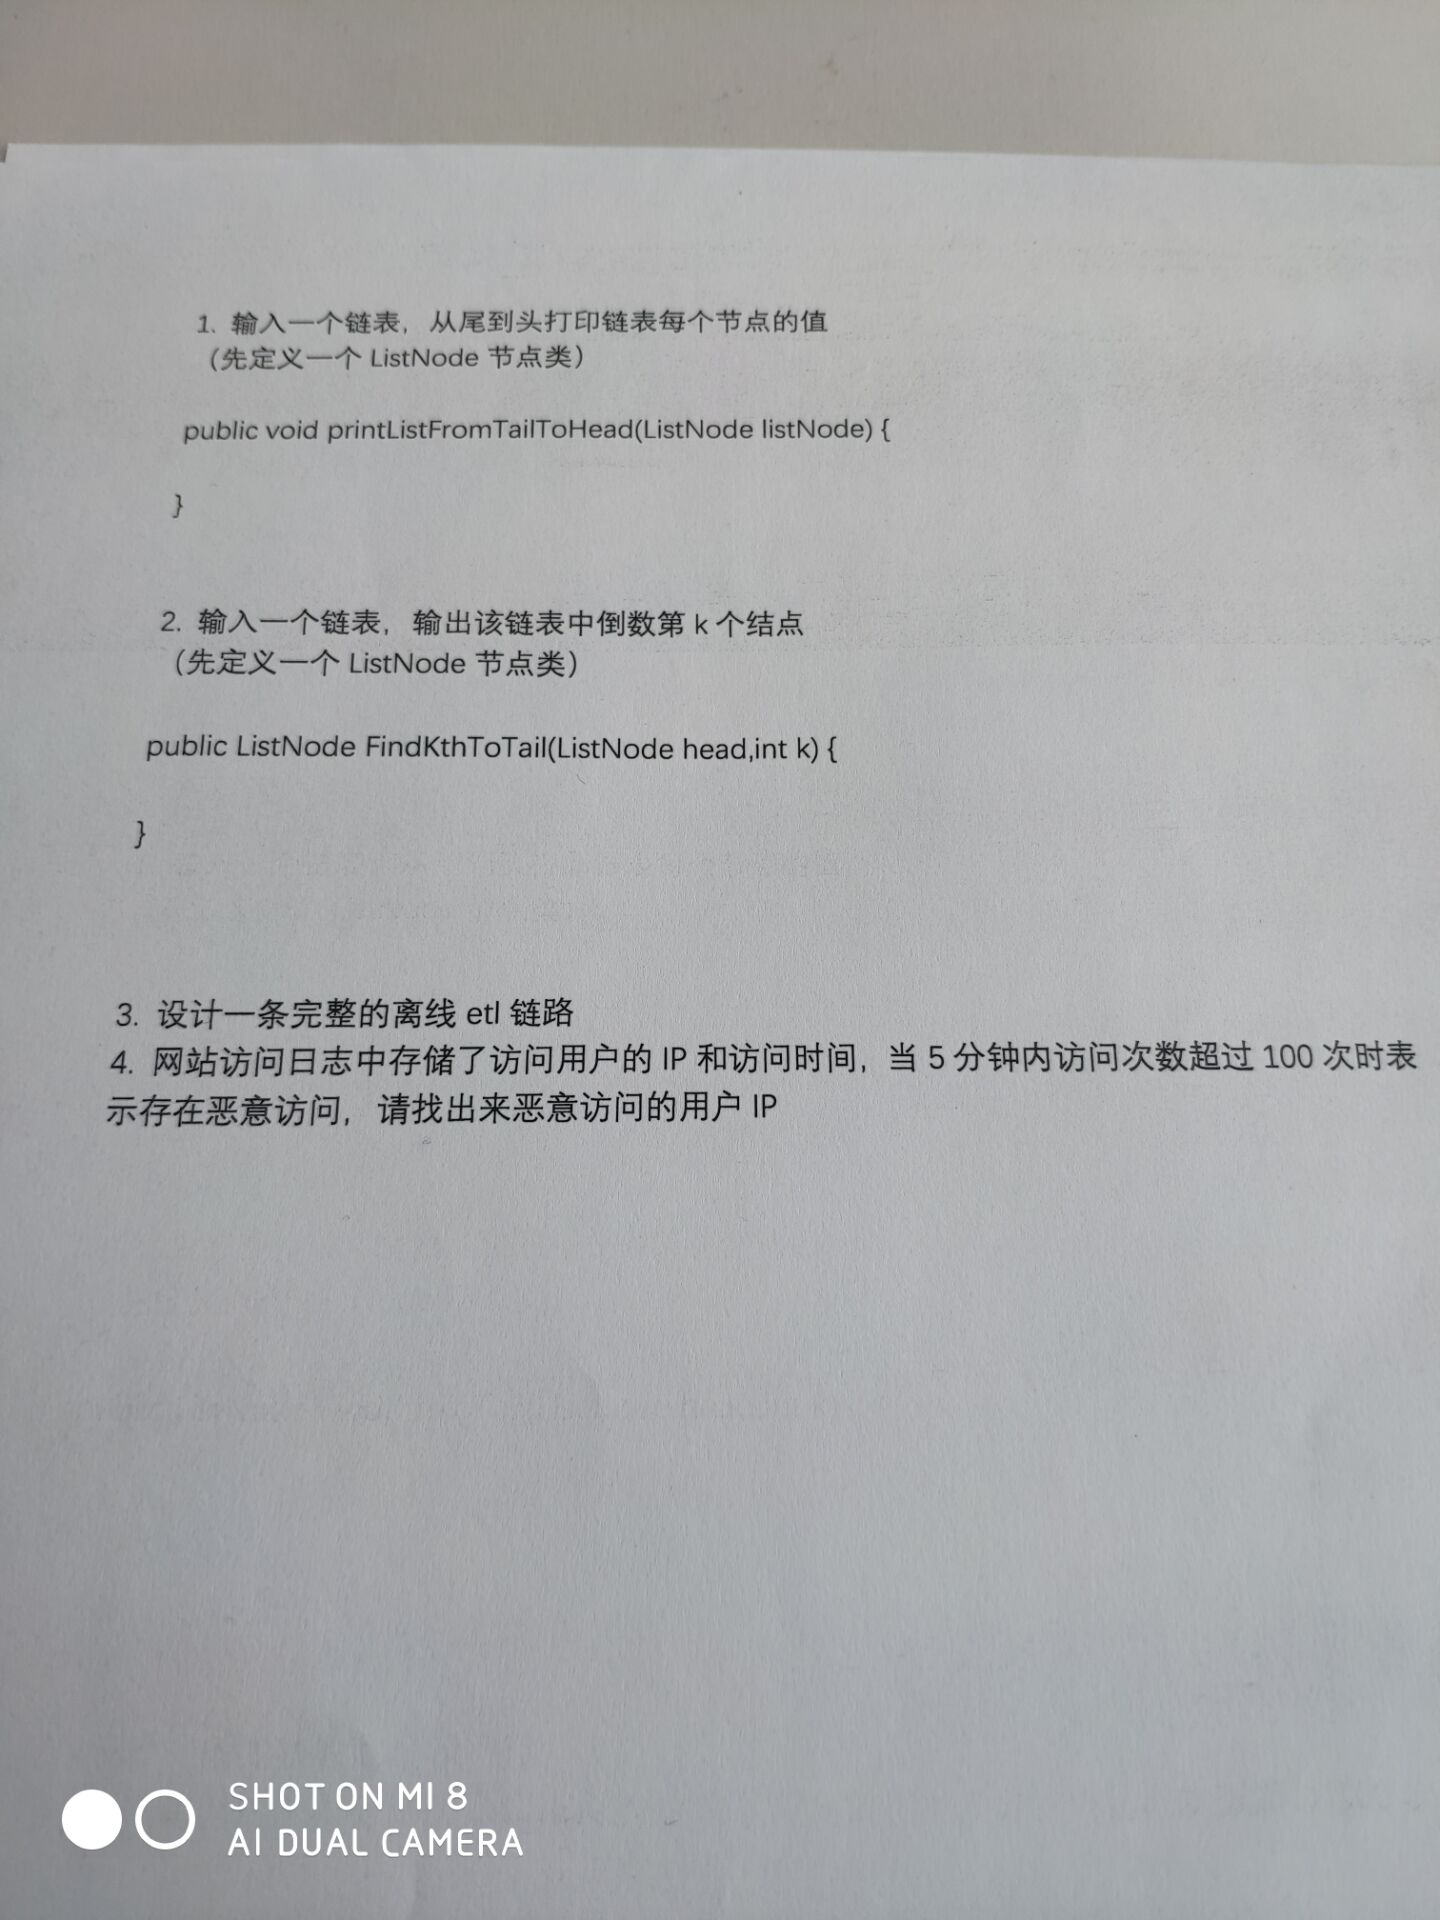 1. 输入一个链表，从尾到头打印链表每个节点的值
（先定义一个 ListNode 节点类）
public void printListFromTailToHead(ListNode listNode) {
}
2. 输入一个链表，输出该链表中倒数第 k 个结点
（先定义一个 ListNode 节点类）
public ListNode FindKthToTail(ListNode head,int k) {
}
3. 设计一条完整的离线 etl 链路
4. 网站访问日志中存储了访问用户的 IP 和访问时间，当 5 分钟内访问次数超过 100 次时表
示存在恶意访问，请找出来恶意访问的用户 IP
SHOT ON MI 8
AI DUAL CAMERA